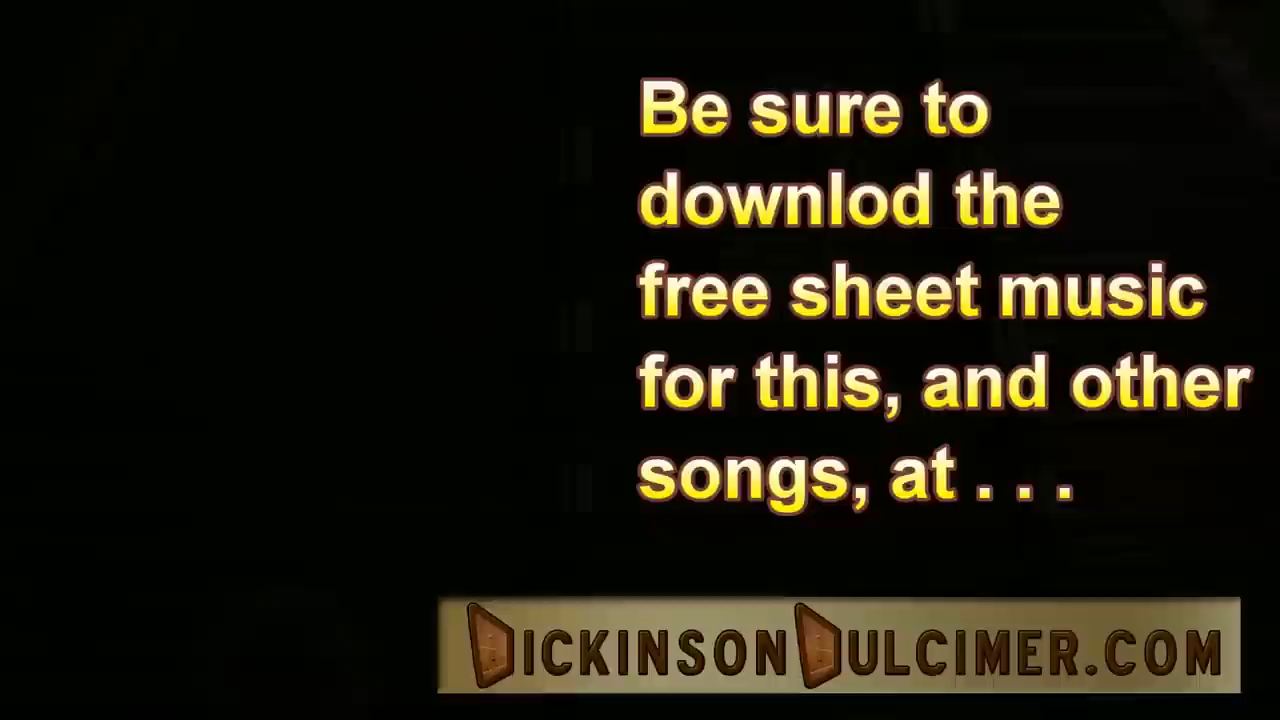 Be sure to
downlod the
free sheet music
for this, and other
songs, at . . .
DICKINSONDULCIMER.COM